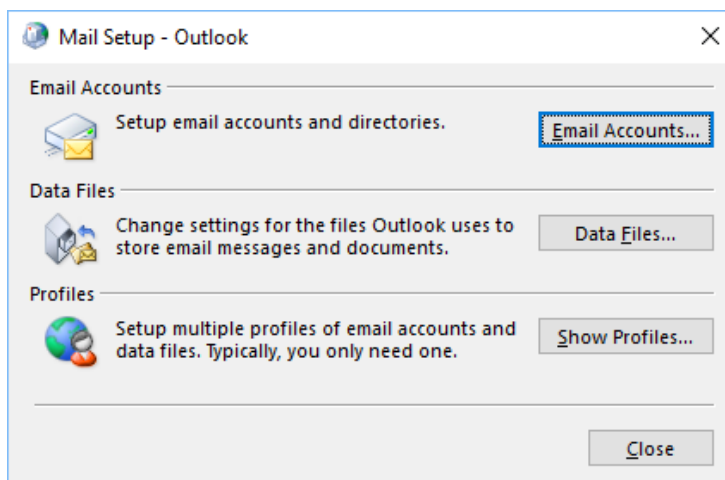 Mail Setup - Outlook
Email Accounts
Setup email accounts and directories.
Email Accounts...
Data Files
Change settings for the files Outlook uses to
store email messages and documents.
Data Files...
Profiles
Setup multiple profiles of email accounts and
data files. Typically, you only need one.
Show Profiles...
Close